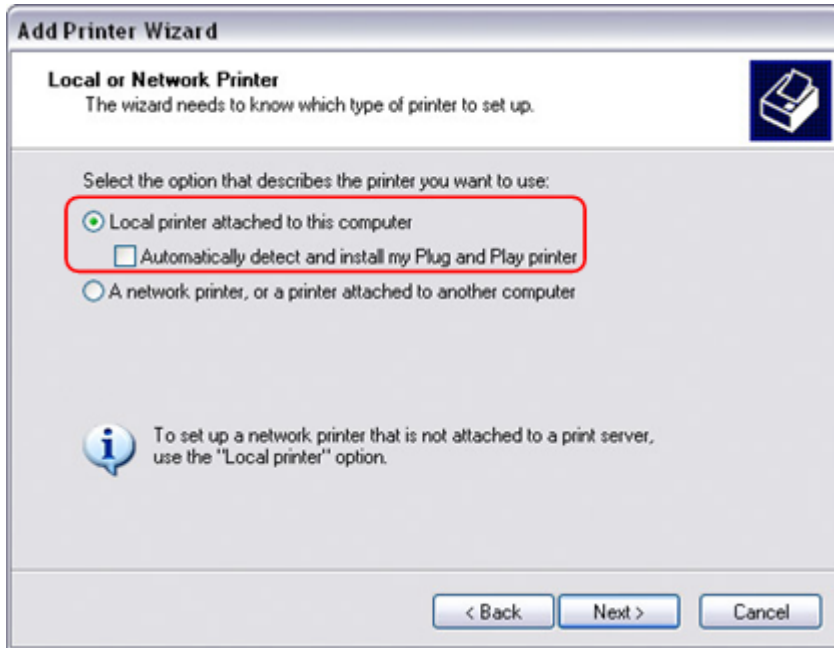 Add Printer Wizard
Local or Network Printer
The wizard needs to know which type of printer to set up.
Select the option that describes the printer you want to use:
Local printer attached to this computer
Automatically detect and install my Plug and Play printer
A network printer, or a printer attached to another computer
To set up a network printer that is not attached to a print server,
use the "Local printer" option.
< Back Next > Cancel